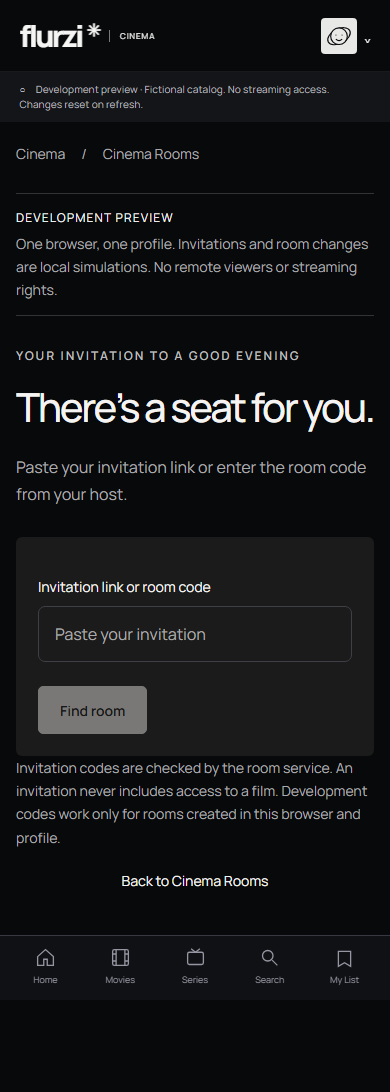 flurzi* | CINEMA
Development preview · Fictional catalog. No streaming access.
Changes reset on refresh.
Cinema / Cinema Rooms
DEVELOPMENT PREVIEW
One browser, one profile. Invitations and room changes
are local simulations. No remote viewers or streaming
rights.
YOUR INVITATION TO A GOOD EVENING
There's a seat for you.
Paste your invitation link or enter the room code
from your host.
Invitation link or room code
Paste your invitation
Find room
Invitation codes are checked by the room service. An
invitation never includes access to a film. Development
codes work only for rooms created in this browser and
profile.
Back to Cinema Rooms
Home Movies Series Search My List